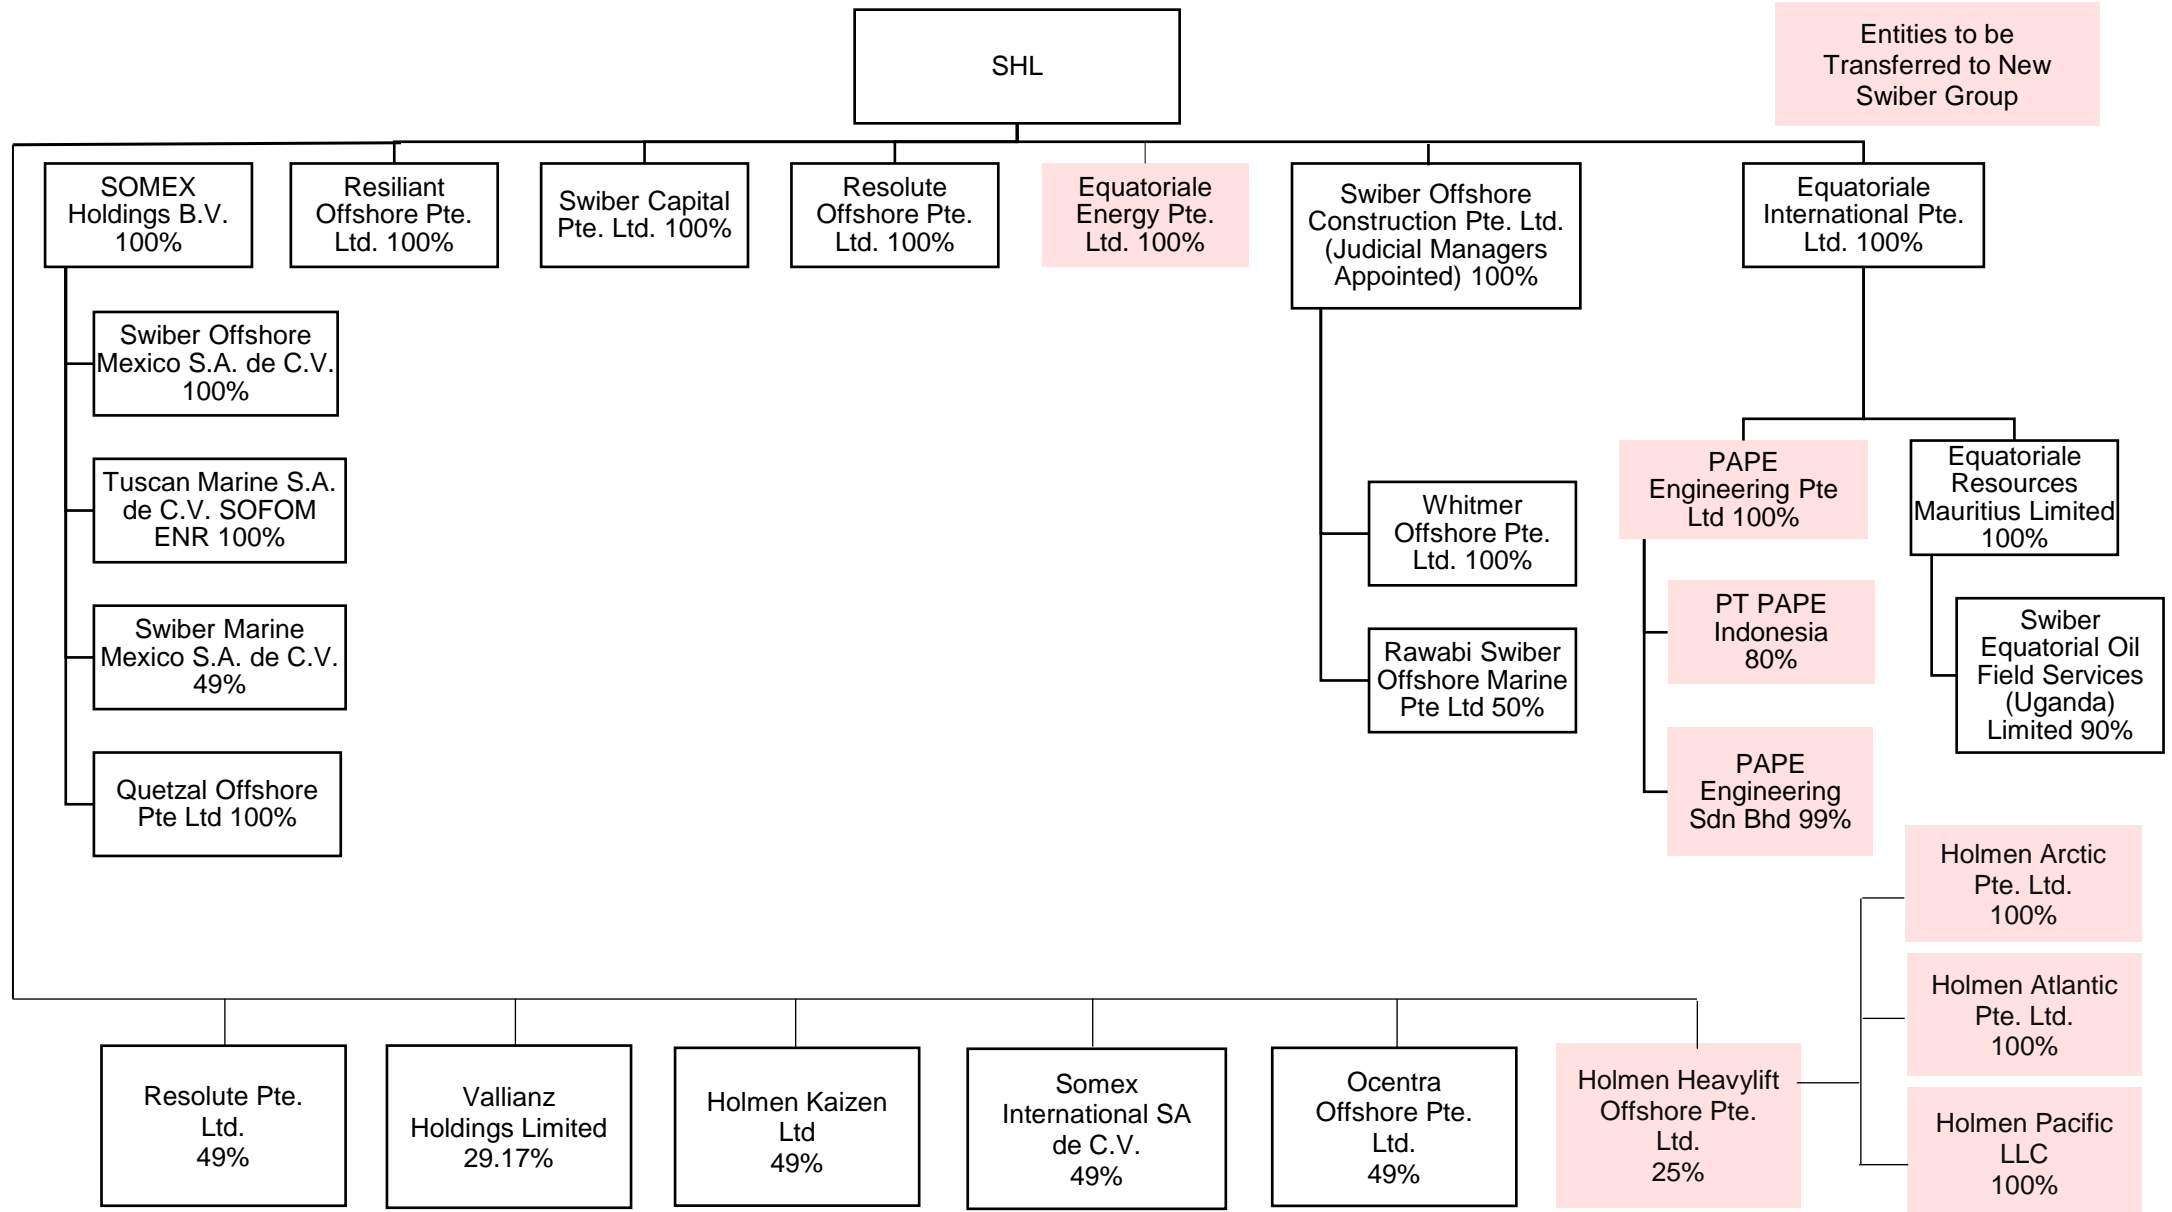 SHL
Entities to be
Transferred to New
Swiber Group
SOMEX
Holdings B.V.
100%
Resiliant
Offshore Pte.
Ltd. 100%
Swiber Capital
Pte. Ltd. 100%
Resolute
Offshore Pte.
Ltd. 100%
Equatoriale
Energy Pte.
Ltd. 100%
Swiber Offshore
Construction Pte. Ltd.
(Judicial Managers
Appointed) 100%
Equatoriale
International Pte.
Ltd. 100%
Swiber Offshore
Mexico S.A. de C.V.
100%
Tuscan Marine S.A.
de C.V. SOFOM
ENR 100%
Swiber Marine
Mexico S.A. de C.V.
49%
Quetzal Offshore
Pte Ltd 100%
Whitmer
Offshore Pte.
Ltd. 100%
Rawabi Swiber
Offshore Marine
Pte Ltd 50%
PAPE
Engineering Pte
Ltd 100%
PT PAPE
Indonesia
80%
PAPE
Engineering
Sdn Bhd 99%
Equatoriale
Resources
Mauritius Limited
100%
Swiber
Equatorial Oil
Field Services
(Uganda)
Limited 90%
Resolute Pte.
Ltd.
49%
Vallianz
Holdings Limited
29.17%
Holmen Kaizen
Ltd
49%
Somex
International SA
de C.V.
49%
Ocentra
Offshore Pte.
Ltd.
49%
Holmen Heavylift
Offshore Pte.
Ltd.
25%
Holmen Arctic
Pte. Ltd.
100%
Holmen Atlantic
Pte. Ltd.
100%
Holmen Pacific
LLC
100%